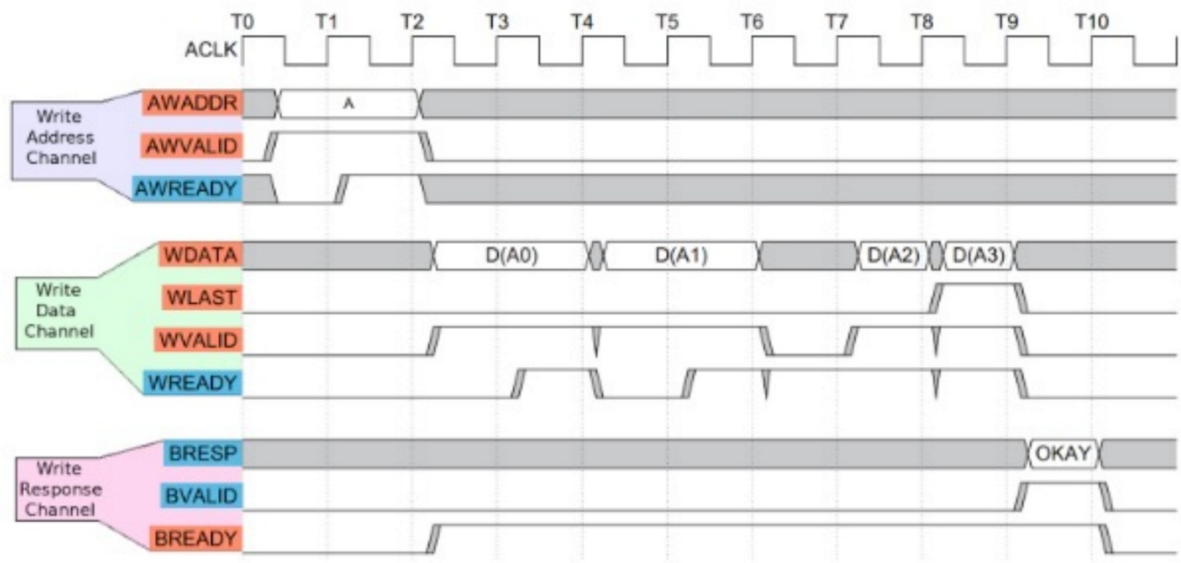 T0 T1 T2 T3 T4 T5 T6 T7 T8 T9 T10
ACLK
Write
Address
Channel
AWADDR
A
AWVALID
AWREADY
Write
Data
Channel
WDATA
D(A0) D(A1) D(A2) D(A3)
WLAST
WVALID
WREADY
Write
Response
Channel
BRESP
OKAY
BVALID
BREADY